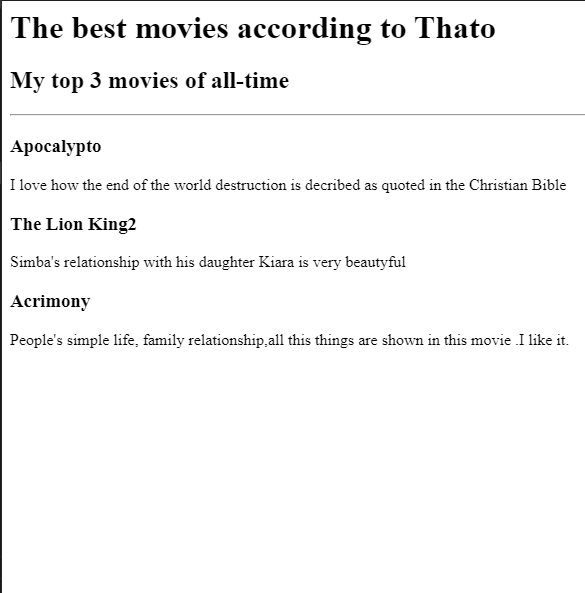 The best movies according to Thato
My top 3 movies of all-time
Apocalypto
I love how the end of the world destruction is decribed as quoted in the Christian Bible
The Lion King2
Simba's relationship with his daughter Kiara is very beautyful
Acrimony
People's simple life, family relationship,all this things are shown in this movie .I like it.